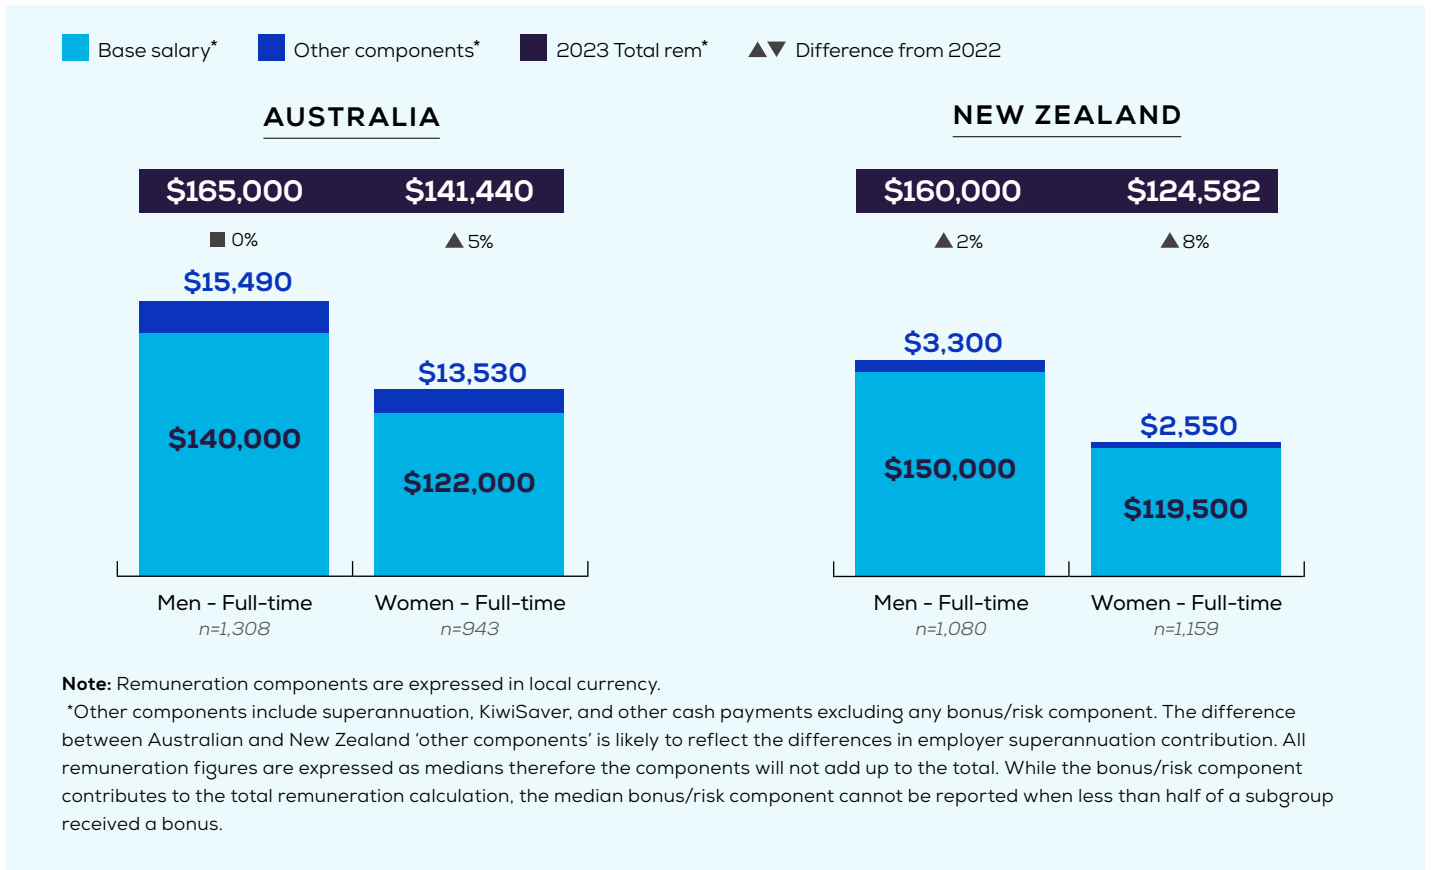 Base salary* Other components* 2023 Total rem* ▲▼ Difference from 2022
AUSTRALIA
$165,000 $141,440
■ 0% ▲ 5%
$15,490
$13,530
$140,000
$122,000
Men - Full-time Women - Full-time
n=1,308 n=943
NEW ZEALAND
$160,000 $124,582
▲ 2% ▲ 8%
$3,300
$2,550
$150,000
$119,500
Men - Full-time Women - Full-time
n=1,080 n=1,159
Note: Remuneration components are expressed in local currency.
*Other components include superannuation, KiwiSaver, and other cash payments excluding any bonus/risk component. The difference
between Australian and New Zealand ‘other components’ is likely to reflect the differences in employer superannuation contribution. All
remuneration figures are expressed as medians therefore the components will not add up to the total. While the bonus/risk component
contributes to the total remuneration calculation, the median bonus/risk component cannot be reported when less than half of a subgroup
received a bonus.